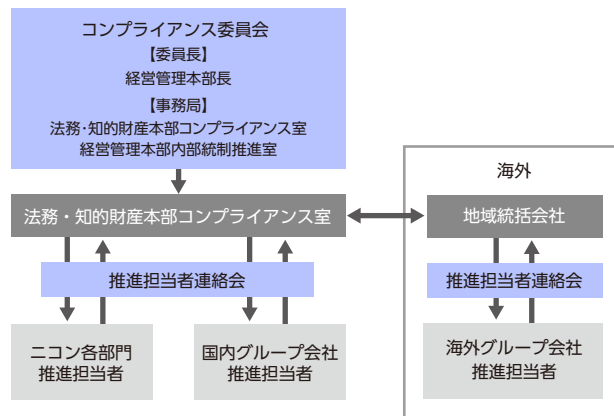 コンプライアンス委員会
【委員長】
経営管理本部長
【事務局】
法務・知的財産本部コンプライアンス室
経営管理本部内部統制推進室
海外
法務・知的財産本部コンプライアンス室
地域統括会社
推進担当者連絡会
推進担当者連絡会
ニコン各部門
推進担当者
国内グループ会社
推進担当者
海外グループ会社
推進担当者